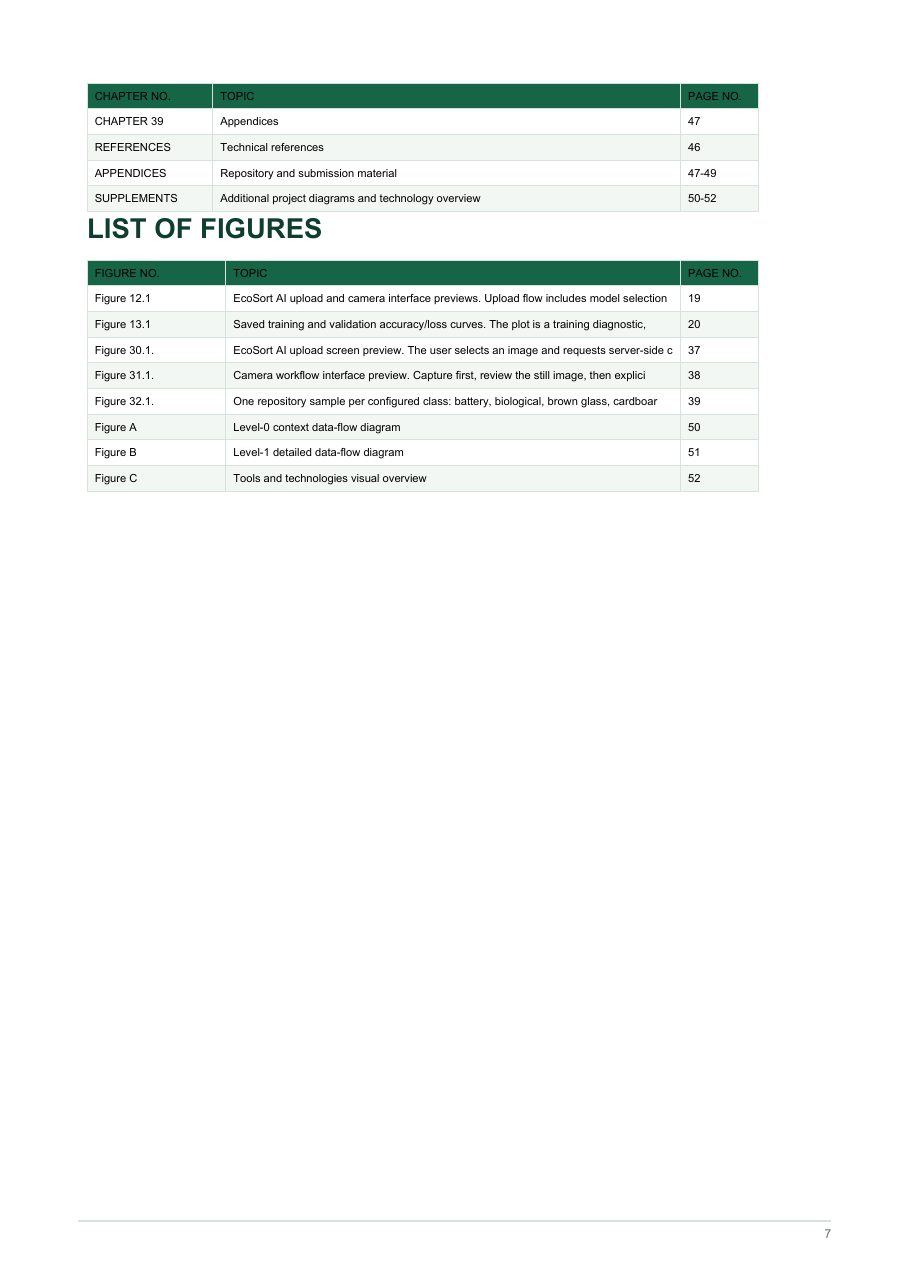 CHAPTER NO. TOPIC PAGE NO.
CHAPTER 39 Appendices 47
REFERENCES Technical references 46
APPENDICES Repository and submission material 47-49
SUPPLEMENTS Additional project diagrams and technology overview 50-52
LIST OF FIGURES
FIGURE NO. TOPIC PAGE NO.
Figure 12.1 EcoSort AI upload and camera interface previews. Upload flow includes model selection 19
Figure 13.1 Saved training and validation accuracy/loss curves. The plot is a training diagnostic, 20
Figure 30.1. EcoSort AI upload screen preview. The user selects an image and requests server-side c 37
Figure 31.1. Camera workflow interface preview. Capture first, review the still image, then explici 38
Figure 32.1. One repository sample per configured class: battery, biological, brown glass, cardboar 39
Figure A Level-0 context data-flow diagram 50
Figure B Level-1 detailed data-flow diagram 51
Figure C Tools and technologies visual overview 52
7